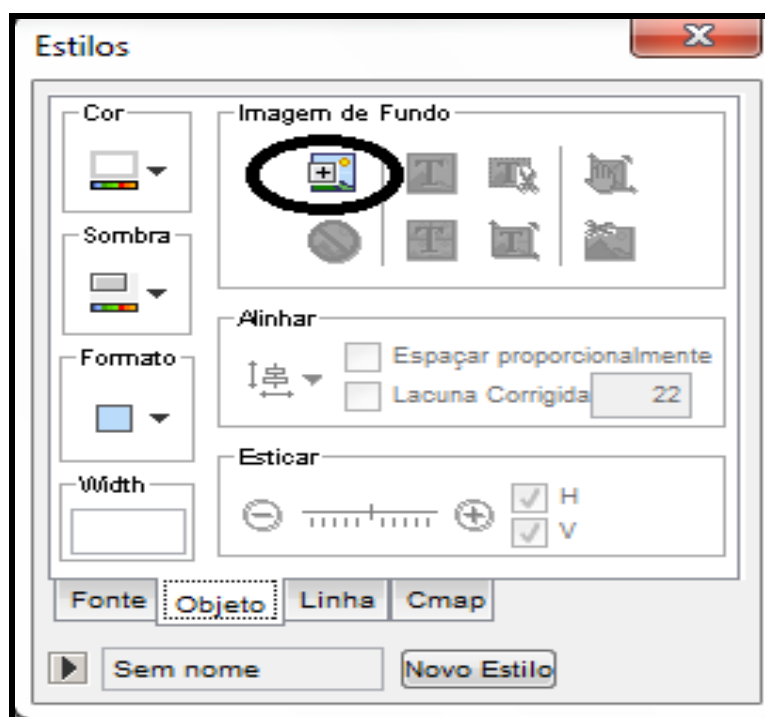 Estilos
Cor
Imagem de Fundo
Sombra
Formato
Width
Alinhar
Espaçar proporcionalmente
Lacuna Corrigida 22
Esticar
H
V
Fonte Objeto Linha Cmap
Sem nome Novo Estilo